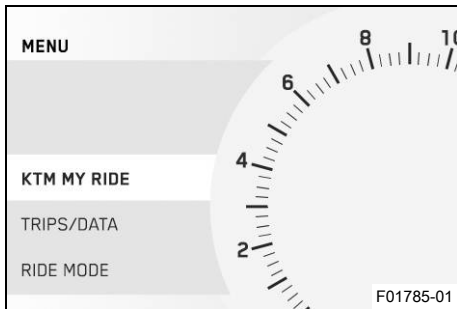 MENU
KTM MY RIDE
TRIPS/DATA
RIDE MODE
2
4
6
8
10
F01785-01